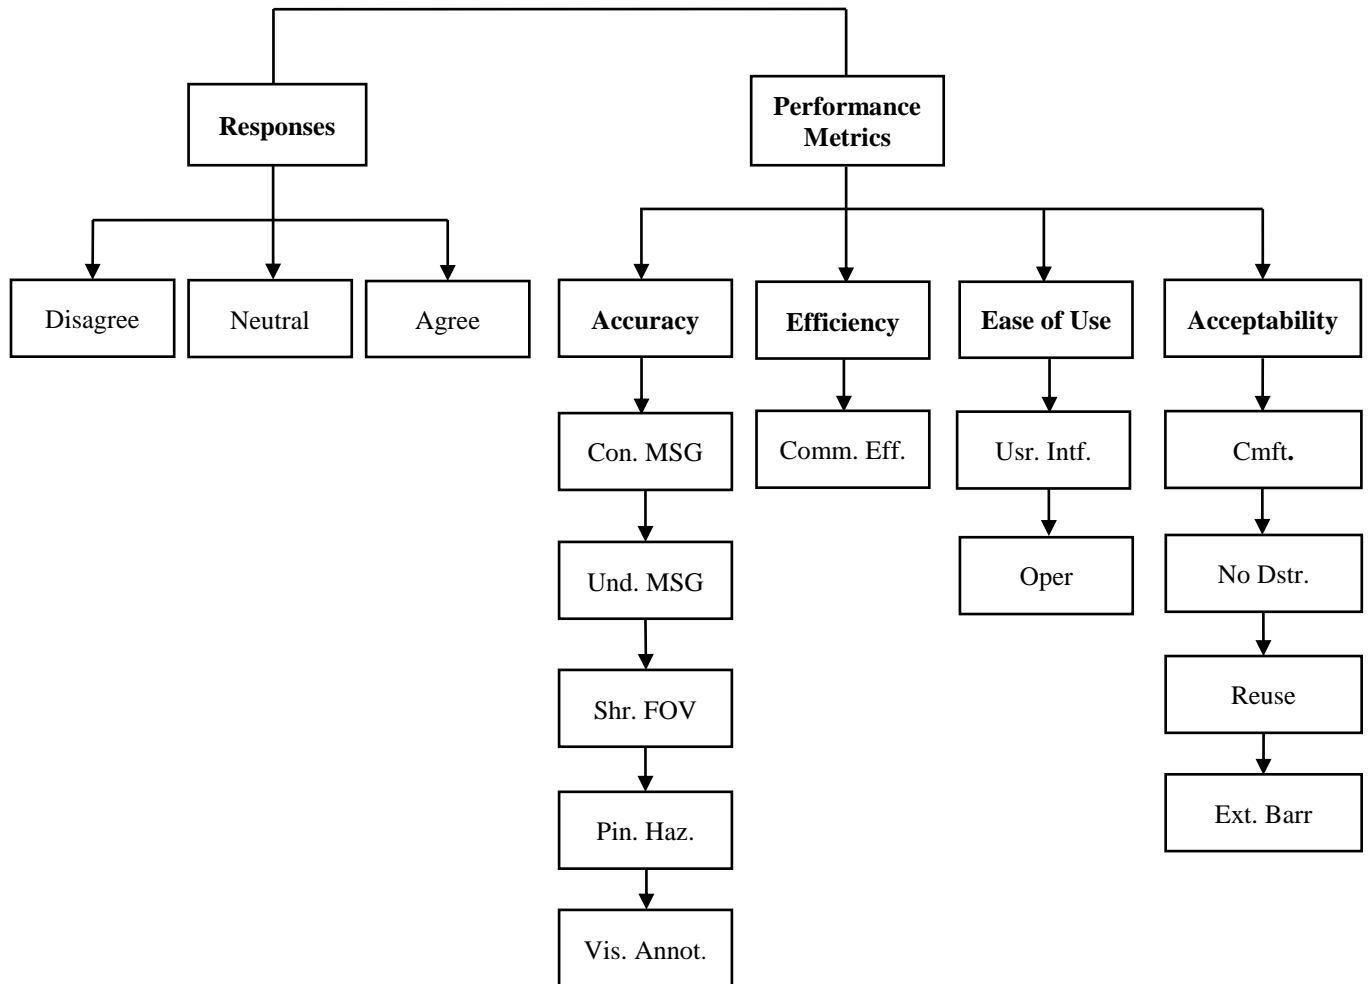 Responses
Performance
Metrics
Disagree
Neutral
Agree
Accuracy
Efficiency
Ease of Use
Acceptability
Con. MSG
Comm. Eff.
Usr. Intf.
Cmft.
Und. MSG
Oper
No Dstr.
Shr. FOV
Reuse
Pin. Haz.
Ext. Barr
Vis. Annot.